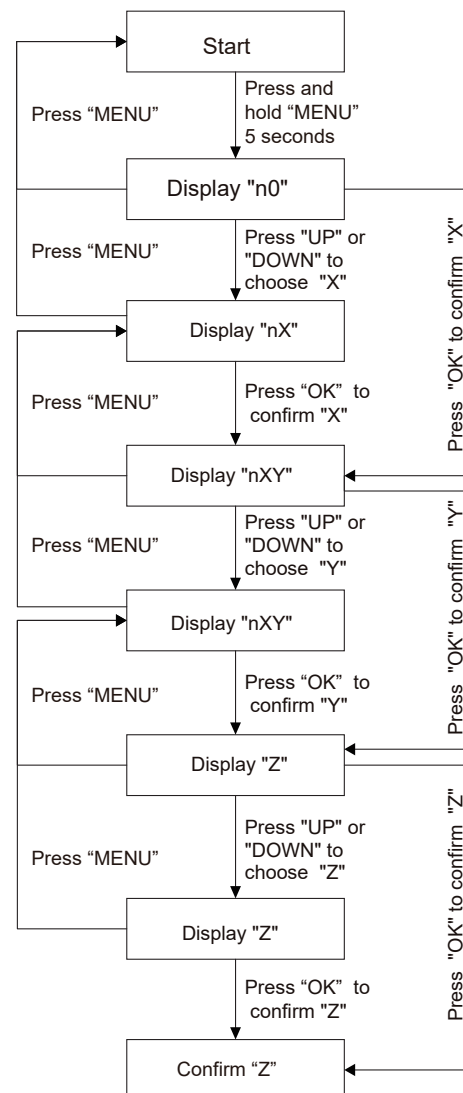 Start
Press “MENU”
Press and
hold “MENU”
5 seconds
Display "n0"
Press “MENU”
Press "UP" or
"DOWN" to
choose "X"
Press "OK" to confirm "X"
Display "nX"
Press “MENU”
Press “OK” to
confirm "X"
Display "nXY"
Press “MENU”
Press "UP" or
"DOWN" to
choose "Y"
Press "OK" to confirm "Y"
Display "nXY"
Press “MENU”
Press “OK” to
confirm "Y"
Display "Z"
Press “MENU”
Press "UP" or
"DOWN" to
choose "Z"
Press "OK" to confirm "Z"
Display "Z"
Press “OK” to
confirm "Z"
Confirm “Z”